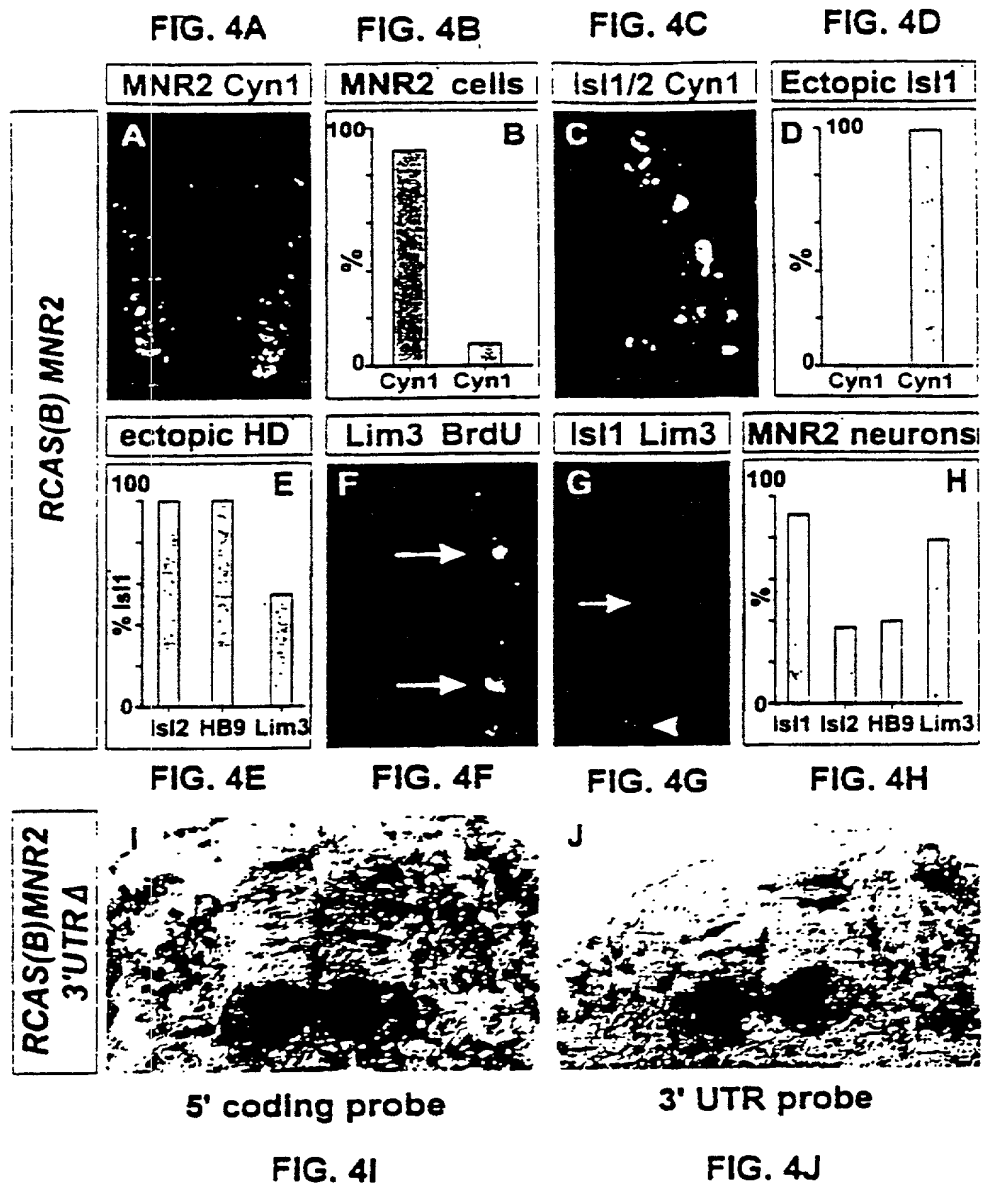 FIG. 4A
FIG. 4B
FIG. 4C
FIG. 4D
MNR2 Cyn1
MNR2 cells
Isl1/2 Cyn1
Ectopic Isl1
RCAS(B) MNR2
A
100
B
%
0
Cyn1 Cyn1
C
D
100
%
0
Cyn1 Cyn1
ectopic HD
Lim3 BrdU
Isl1 Lim3
MNR2 neurons
100
E
% Isl1
0
Isl2 HB9 Lim3
F
G
100
H
%
0
Isl1 Isl2 HB9 Lim3
FIG. 4E
FIG. 4F
FIG. 4G
FIG. 4H
RCAS(B)MNR2
3'UTR Δ
I
J
5' coding probe
3' UTR probe
FIG. 4I
FIG. 4J